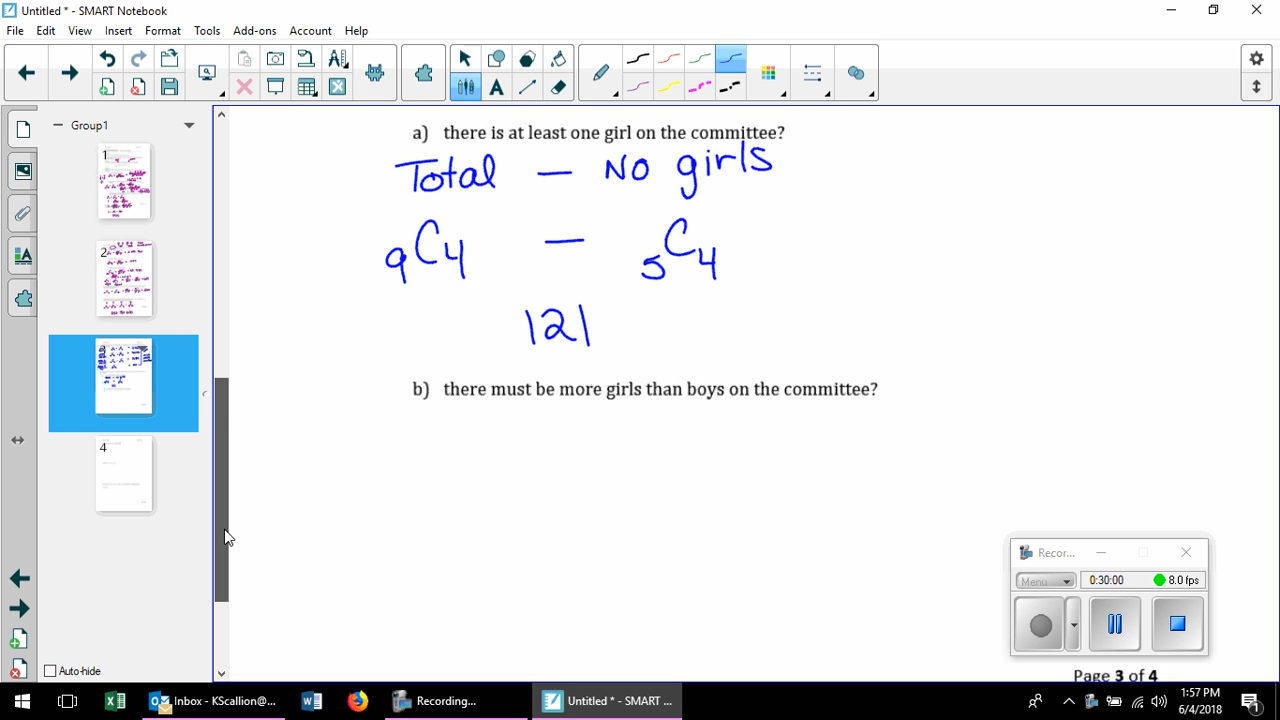 Untitled * - SMART Notebook
File Edit View Insert Format Tools Add-ons Account Help
Group1
1
2
4
Auto-hide
a) there is at least one girl on the committee?
Total — No girls
9C4 — 5C4
121
b) there must be more girls than boys on the committee?
Recor...
Menu
0:30:00
8.0 fps
Page 3 of 4
Inbox - KScallion@...
Recording...
Untitled * - SMART ...
1:57 PM
6/4/2018